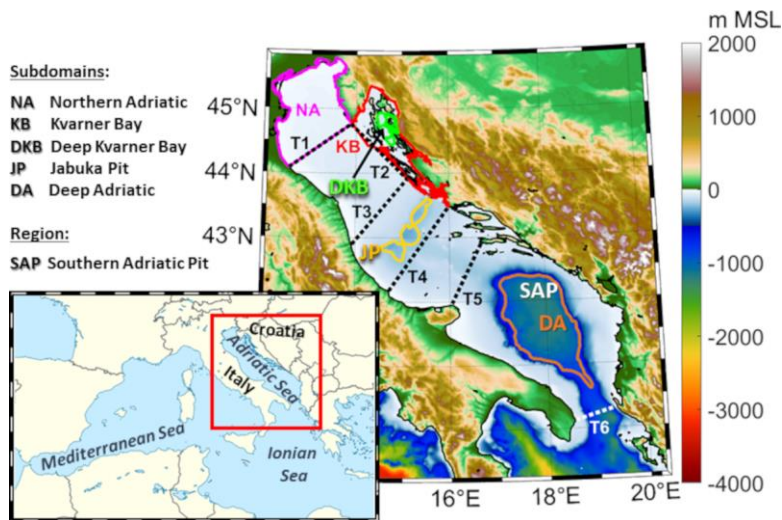 Subdomains:
NA Northern Adriatic
KB Kvarner Bay
DKB Deep Kvarner Bay
JP Jabuka Pit
DA Deep Adriatic
Region:
SAP Southern Adriatic Pit
m MSL
2000
1000
0
-1000
-2000
-3000
-4000
45°N
44°N
43°N
16°E
18°E
20°E
NA
T1
KB
T2
DKB
T3
JP
T4
T5
SAP
DA
T6
Croatia
Adriatic Sea
Italy
Mediterranean Sea
Ionian
Sea